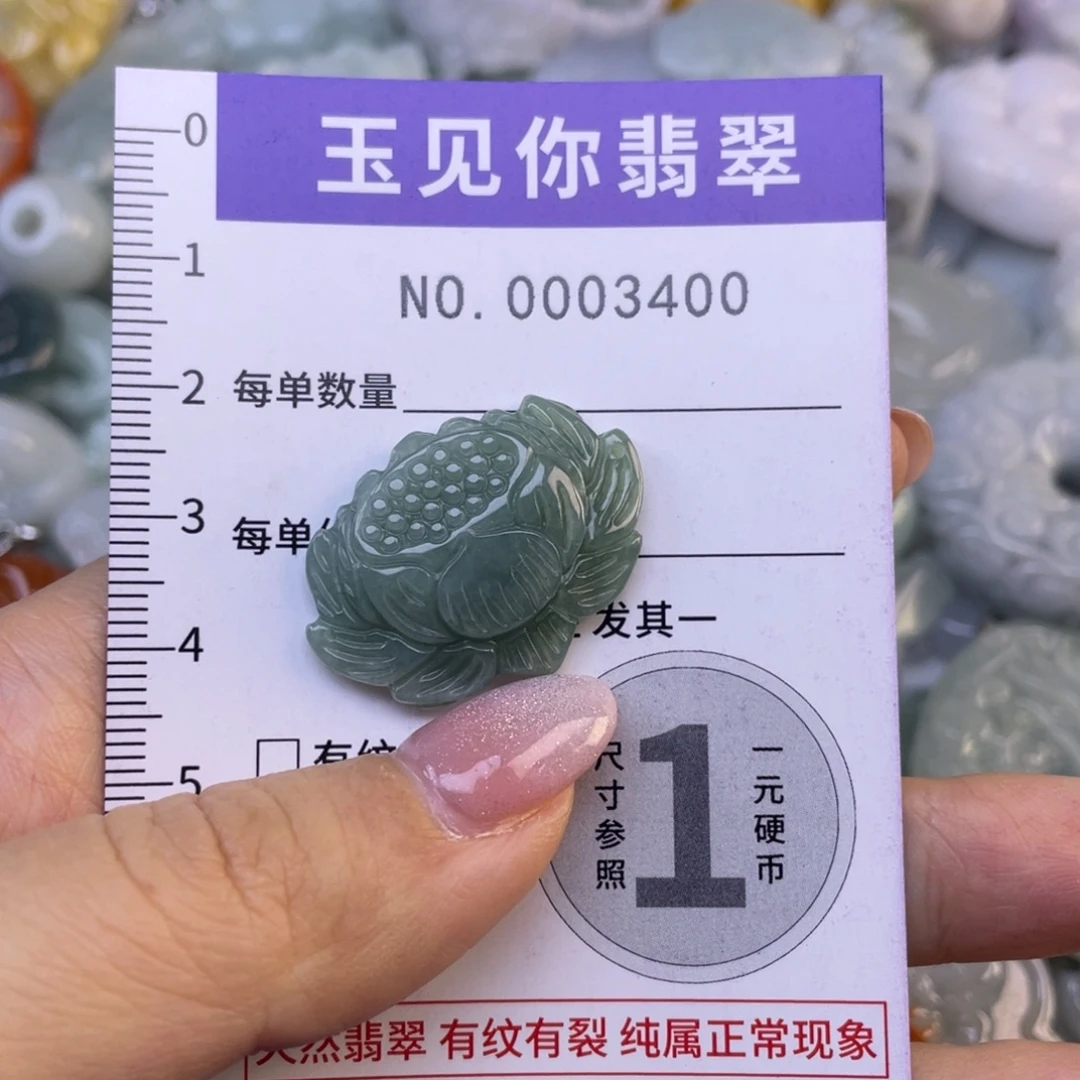 玉见你翡翠
0
1
NO. 0003400
2
每单数量
3
每单
4
发其一
5
有纹
尺寸参照
1
一元硬币
天然翡翠 有纹有裂 纯属正常现象